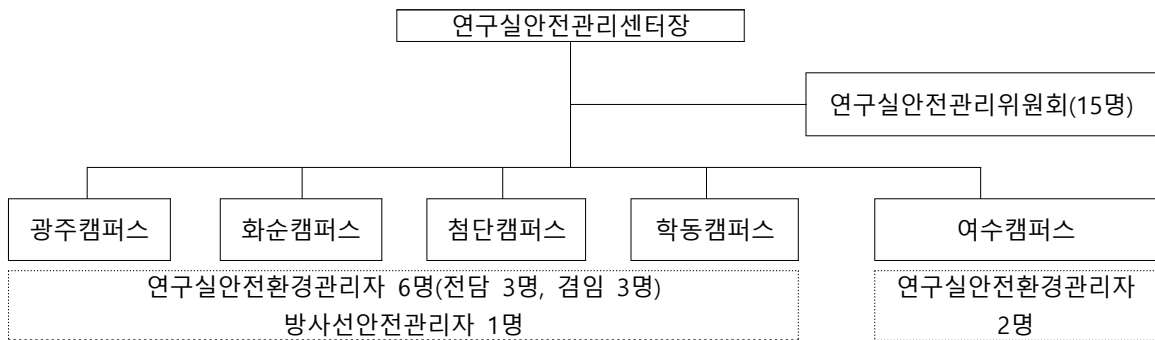 연구실안전관리센터장
연구실안전관리위원회(15명)
광주캠퍼스
화순캠퍼스
첨단캠퍼스
학동캠퍼스
여수캠퍼스
연구실안전환경관리자 6명(전담 3명, 겸임 3명)
방사선안전관리자 1명
연구실안전환경관리자
2명